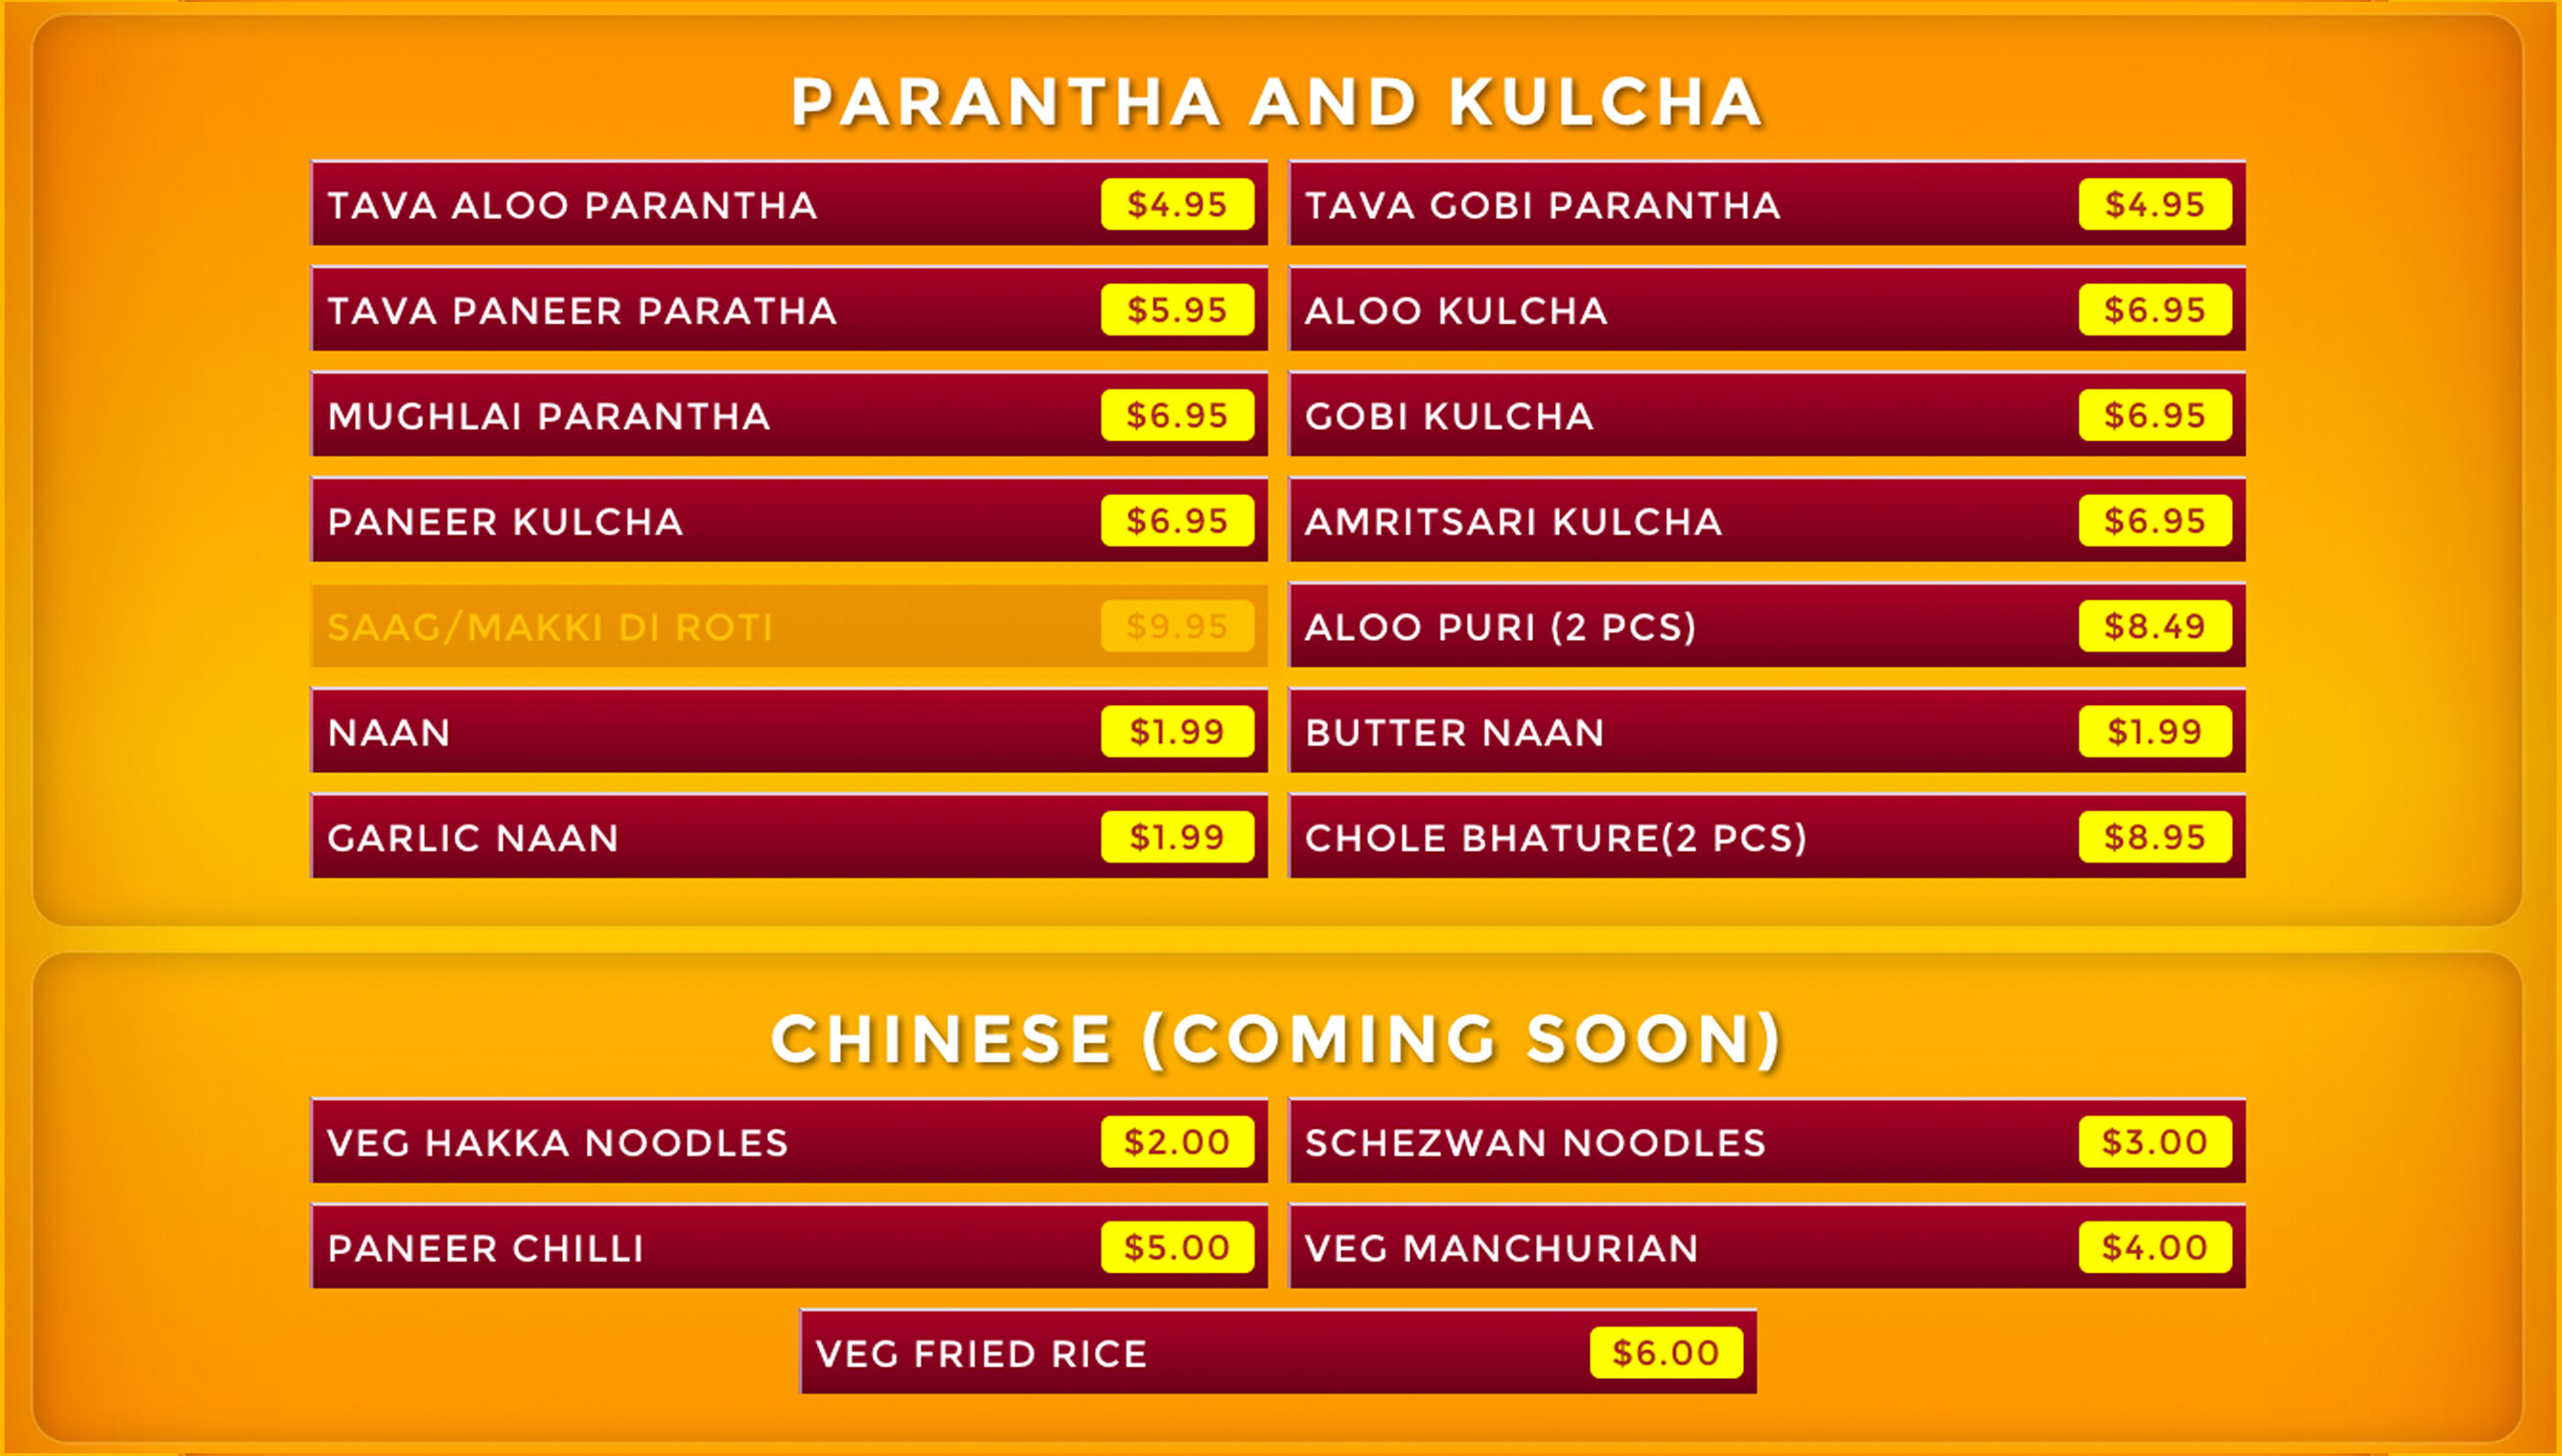 PARANTHA AND KULCHA
TAVA ALOO PARANTHA $4.95
TAVA GOBI PARANTHA $4.95
TAVA PANEER PARATHA $5.95
ALOO KULCHA $6.95
MUGHLAI PARANTHA $6.95
GOBI KULCHA $6.95
PANEER KULCHA $6.95
AMRITSARI KULCHA $6.95
SAAG/MAKKI DI ROTI $9.95
ALOO PURI (2 PCS) $8.49
NAAN $1.99
BUTTER NAAN $1.99
GARLIC NAAN $1.99
CHOLE BHATURE(2 PCS) $8.95
CHINESE (COMING SOON)
VEG HAKKA NOODLES $2.00
SCHEZWAN NOODLES $3.00
PANEER CHILLI $5.00
VEG MANCHURIAN $4.00
VEG FRIED RICE $6.00